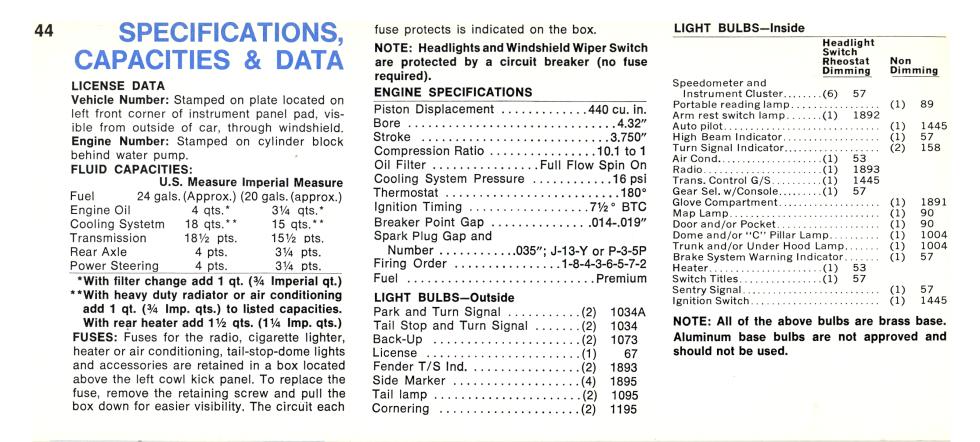 44
SPECIFICATIONS,
CAPACITIES & DATA
LICENSE DATA
Vehicle Number: Stamped on plate located on
left front corner of instrument panel pad, vis-
ible from outside of car, through windshield.
Engine Number: Stamped on cylinder block
behind water pump.
FLUID CAPACITIES:
U.S. Measure Imperial Measure
Fuel 24 gals. (Approx.) (20 gals. (approx.)
Engine Oil 4 qts.* 3¼ qts.*
Cooling Systetm 18 qts.** 15 qts.**
Transmission 18½ pts. 15½ pts.
Rear Axle 4 pts. 3¼ pts.
Power Steering 4 pts. 3¼ pts.
*With filter change add 1 qt. (¾ Imperial qt.)
**With heavy duty radiator or air conditioning
add 1 qt. (¾ Imp. qts.) to listed capacities.
With rear heater add 1½ qts. (1¼ Imp. qts.)
FUSES: Fuses for the radio, cigarette lighter,
heater or air conditioning, tail-stop-dome lights
and accessories are retained in a box located
above the left cowl kick panel. To replace the
fuse, remove the retaining screw and pull the
box down for easier visibility. The circuit each
fuse protects is indicated on the box.
NOTE: Headlights and Windshield Wiper Switch
are protected by a circuit breaker (no fuse
required).
ENGINE SPECIFICATIONS
Piston Displacement ............440 cu. in.
Bore ..............................4.32"
Stroke ............................3.750"
Compression Ratio ................10.1 to 1
Oil Filter ....................Full Flow Spin On
Cooling System Pressure ............16 psi
Thermostat ..........................180°
Ignition Timing ..................7½° BTC
Breaker Point Gap ..............014-.019"
Spark Plug Gap and
Number ...........035"; J-13-Y or P-3-5P
Firing Order ...............1-8-4-3-6-5-7-2
Fuel ............................Premium
LIGHT BULBS—Outside
Park and Turn Signal ...........(2) 1034A
Tail Stop and Turn Signal .......(2) 1034
Back-Up ........................(2) 1073
License ........................(1) 67
Fender T/S Ind. ................(2) 1893
Side Marker ....................(4) 1895
Tail lamp ......................(2) 1095
Cornering ......................(2) 1195
LIGHT BULBS—Inside
Headlight
Switch
Rheostat Non
Dimming Dimming
Speedometer and
Instrument Cluster.......(6) 57
Portable reading lamp................. (1) 89
Arm rest switch lamp.......(1) 1892
Auto pilot............................ (1) 1445
High Beam Indicator................... (1) 57
Turn Signal Indicator................. (2) 158
Air Cond...................(1) 53
Radio......................(1) 1893
Trans. Control G/S.........(1) 1445
Gear Sel. w/Console........(1) 57
Glove Compartment..................... (1) 1891
Map Lamp.............................. (1) 90
Door and/or Pocket.................... (1) 90
Dome and/or "C" Pillar Lamp........... (1) 1004
Trunk and/or Under Hood Lamp....... (1) 1004
Brake System Warning Indicator....... (1) 57
Heater.....................(1) 53
Switch Titles..............(1) 57
Sentry Signal......................... (1) 57
Ignition Switch....................... (1) 1445
NOTE: All of the above bulbs are brass base.
Aluminum base bulbs are not approved and
should not be used.